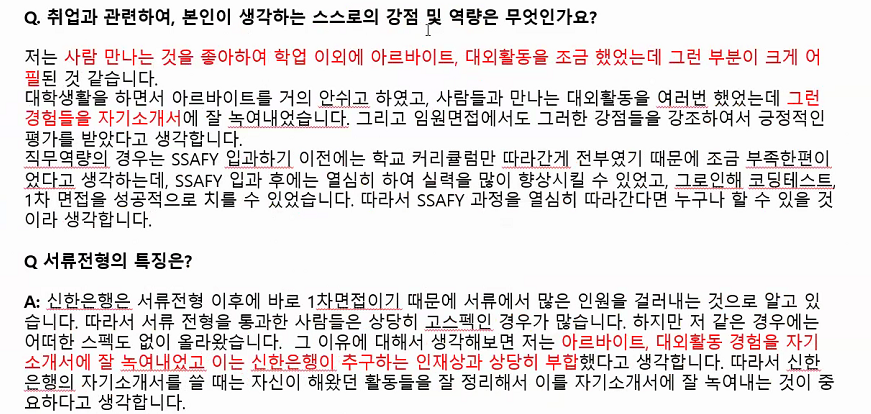 Q. 취업과 관련하여, 본인이 생각하는 스스로의 강점 및 역량은 무엇인가요?
저는 사람 만나는 것을 좋아하여 학업 이외에 아르바이트, 대외활동을 조금 했었는데 그런 부분이 크게 어
필된 것 같습니다.
대학생활을 하면서 아르바이트를 거의 안쉬고 하였고, 사람들과 만나는 대외활동을 여러번 했었는데 그런
경험들을 자기소개서에 잘 녹여내었습니다. 그리고 임원면접에서도 그러한 강점들을 강조하여서 긍정적인
평가를 받았다고 생각합니다.
직무역량의 경우는 SSAFY 입과하기 이전에는 학교 커리큘럼만 따라간게 전부였기 때문에 조금 부족한편이
었다고 생각하는데, SSAFY 입과 후에는 열심히 하여 실력을 많이 향상시킬 수 있었고, 그로인해 코딩테스트,
1차 면접을 성공적으로 치를 수 있었습니다. 따라서 SSAFY 과정을 열심히 따라간다면 누구나 할 수 있을 것
이라 생각합니다.
Q 서류전형의 특징은?
A: 신한은행은 서류전형 이후에 바로 1차면접이기 때문에 서류에서 많은 인원을 걸러내는 것으로 알고 있
습니다. 따라서 서류 전형을 통과한 사람들은 상당히 고스펙인 경우가 많습니다. 하지만 저 같은 경우에는
어떠한 스펙도 없이 올라왔습니다. 그 이유에 대해서 생각해보면 저는 아르바이트, 대외활동 경험을 자기
소개서에 잘 녹여내었고 이는 신한은행이 추구하는 인재상과 상당히 부합했다고 생각합니다. 따라서 신한
은행의 자기소개서를 쓸 때는 자신이 해왔던 활동들을 잘 정리해서 이를 자기소개서에 잘 녹여내는 것이 중
요하다고 생각합니다.